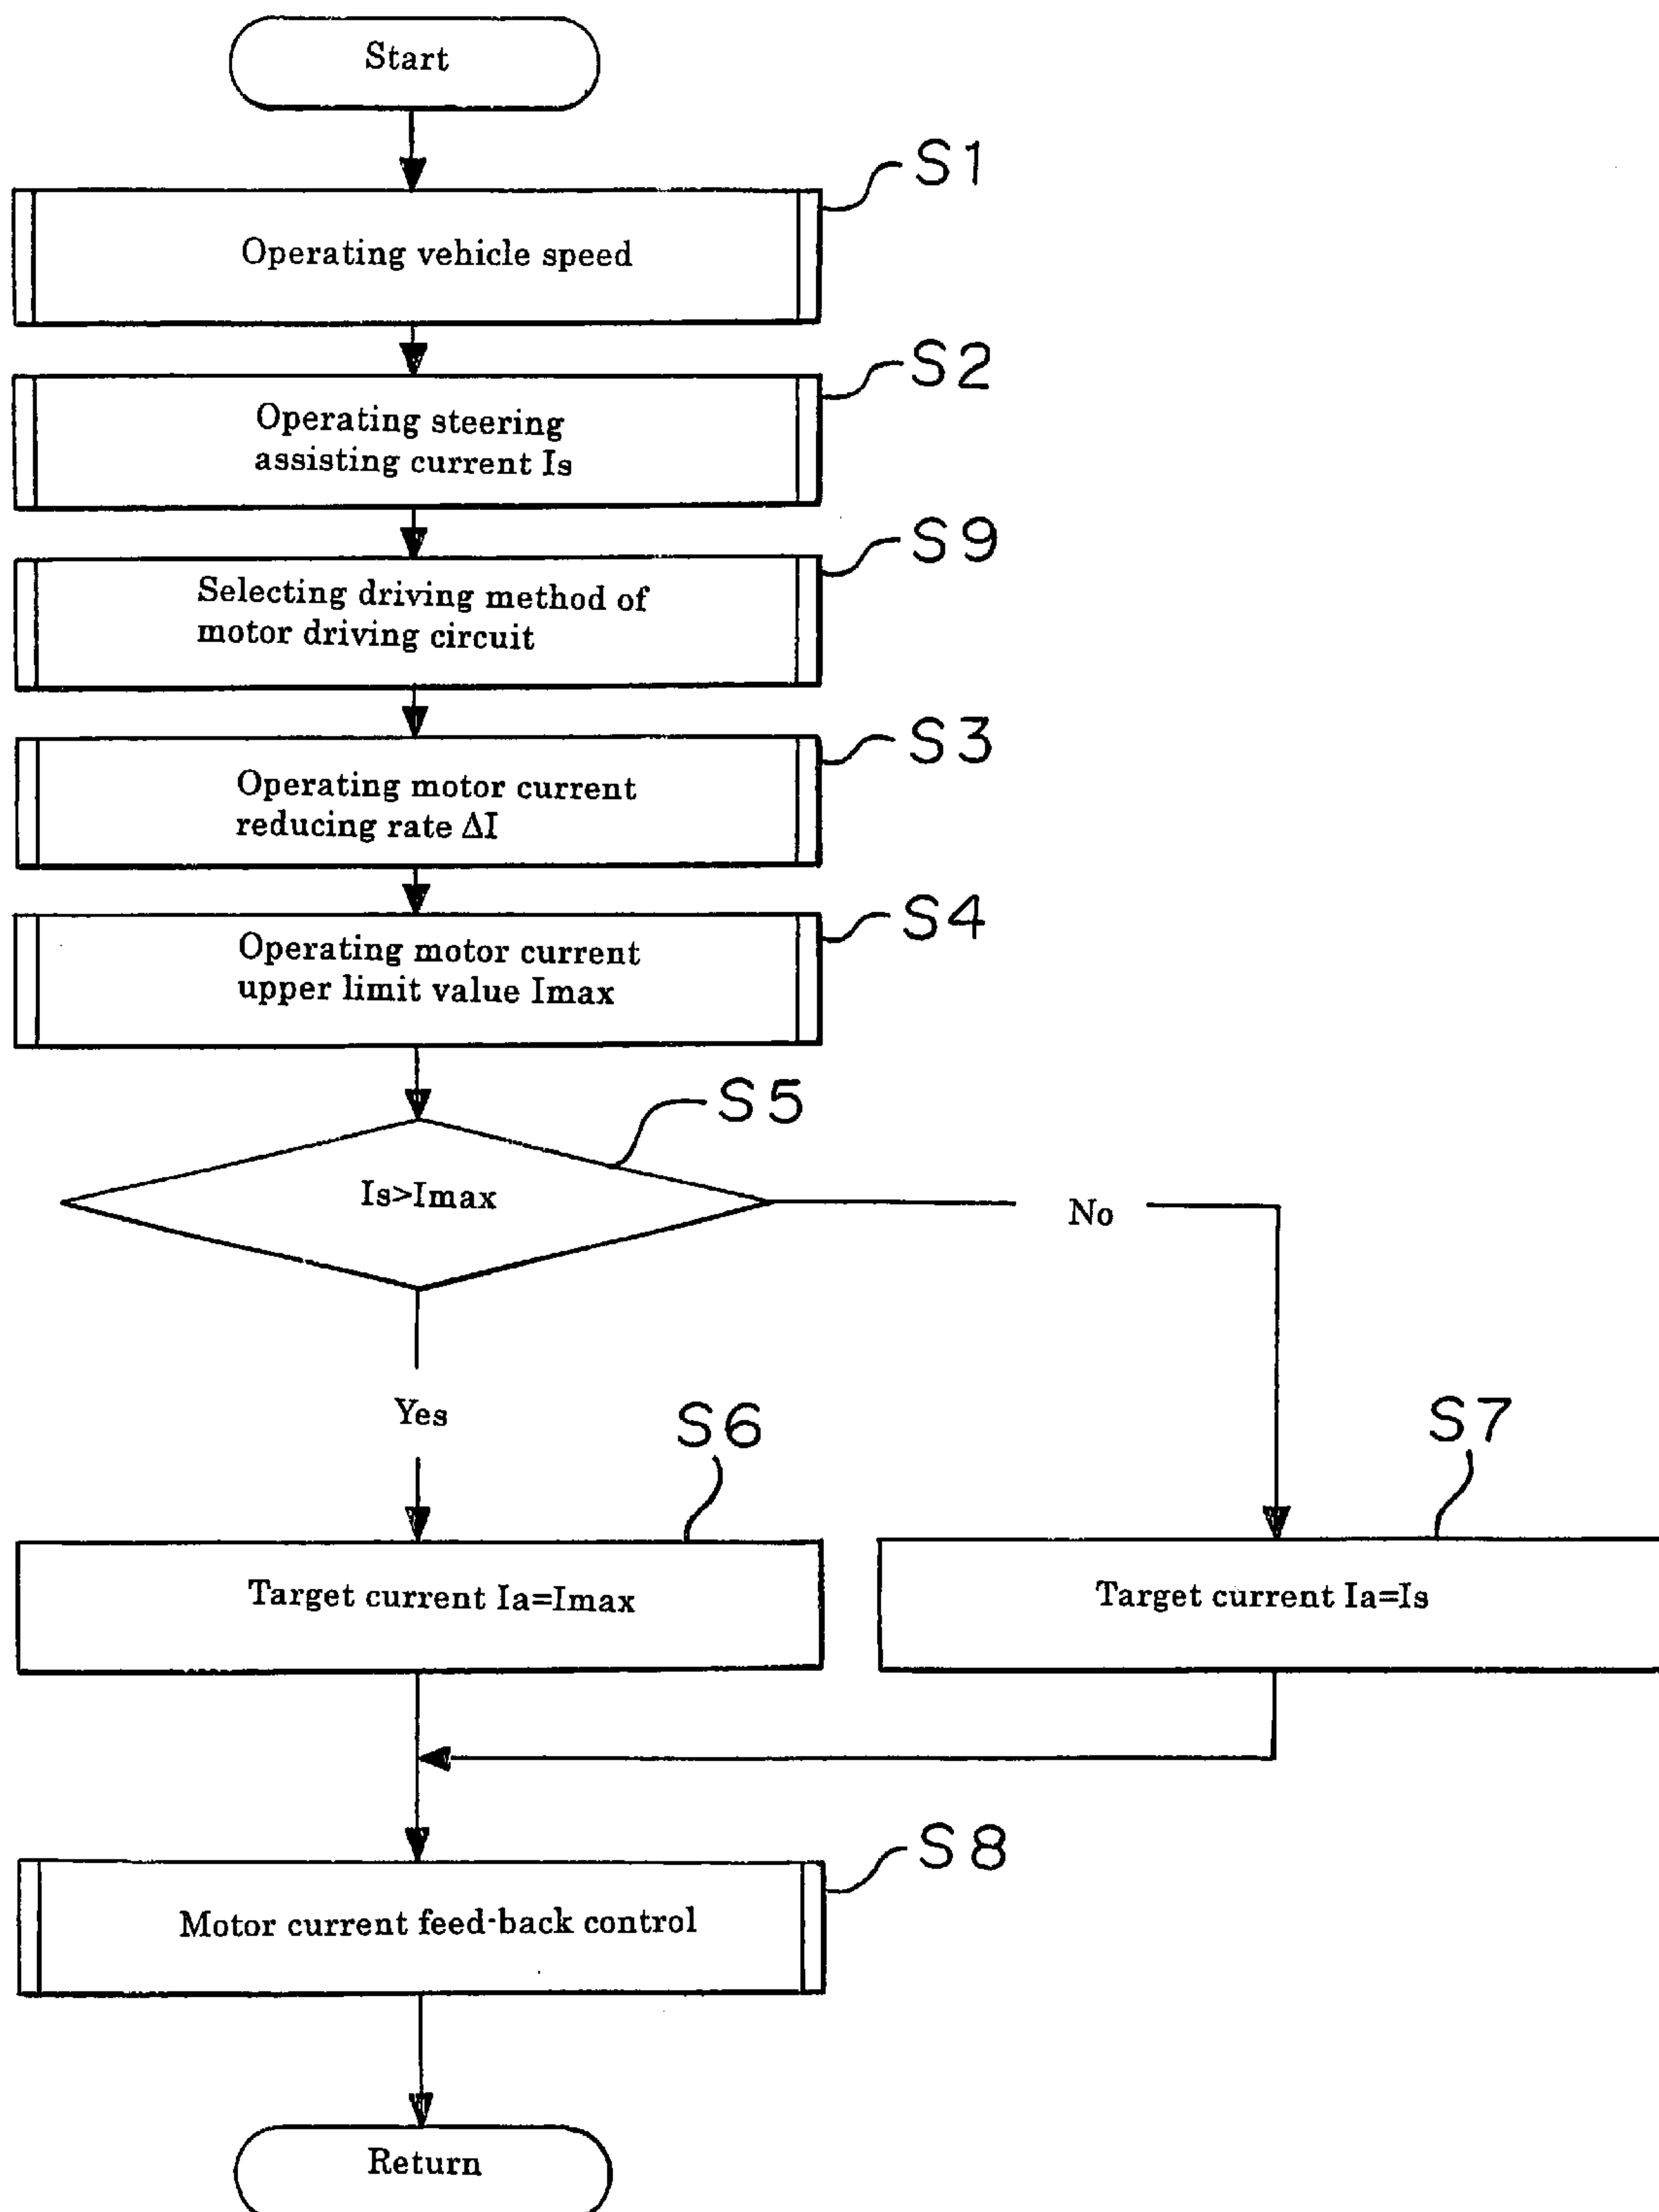 Start
S1
Operating vehicle speed
S2
Operating steering
assisting current Is
S9
Selecting driving method of
motor driving circuit
S3
Operating motor current
reducing rate ΔI
S4
Operating motor current
upper limit value Imax
S5
Is>Imax
No
Yes
S6
S7
Target current Ia=Imax
Target current Ia=Is
S8
Motor current feed-back control
Return